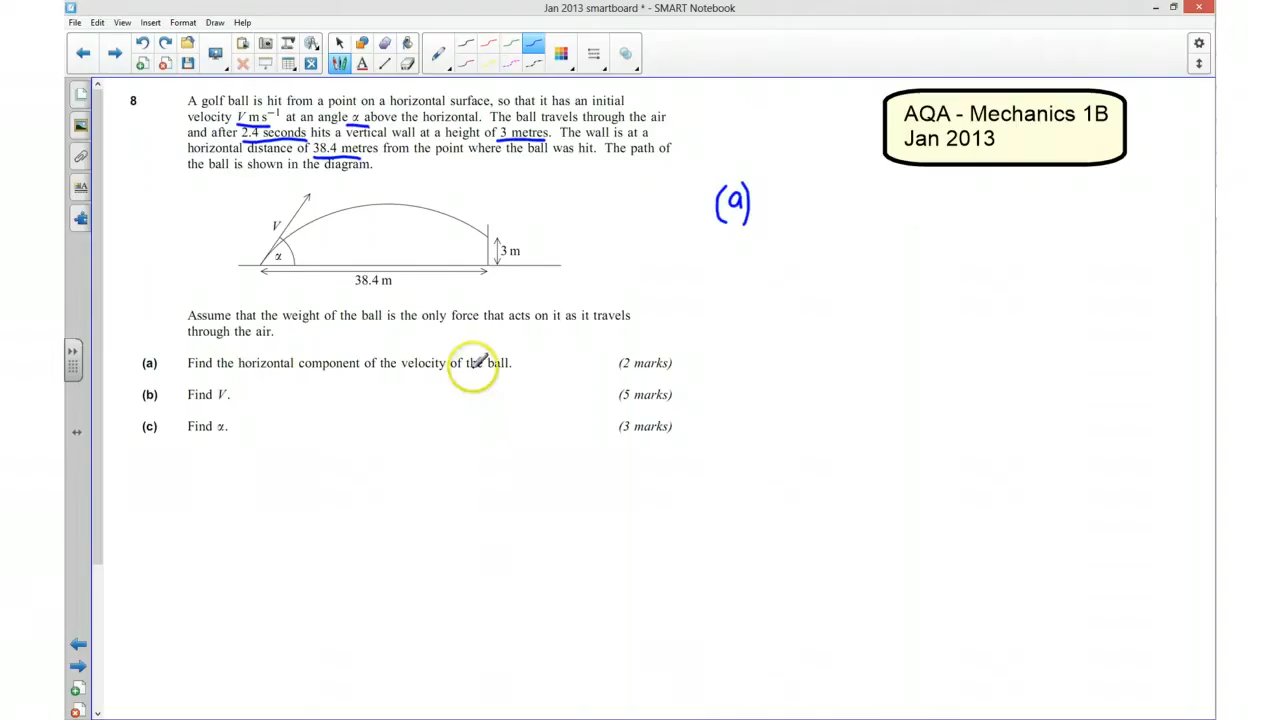 Jan 2013 smartboard * - SMART Notebook
File Edit View Insert Format Draw Help
8
A golf ball is hit from a point on a horizontal surface, so that it has an initial
velocity V m s⁻¹ at an angle α above the horizontal. The ball travels through the air
and after 2.4 seconds hits a vertical wall at a height of 3 metres. The wall is at a
horizontal distance of 38.4 metres from the point where the ball was hit. The path of
the ball is shown in the diagram.
AQA - Mechanics 1B
Jan 2013
(a)
V
α
3 m
38.4 m
Assume that the weight of the ball is the only force that acts on it as it travels
through the air.
(a) Find the horizontal component of the velocity of the ball. (2 marks)
(b) Find V. (5 marks)
(c) Find α. (3 marks)